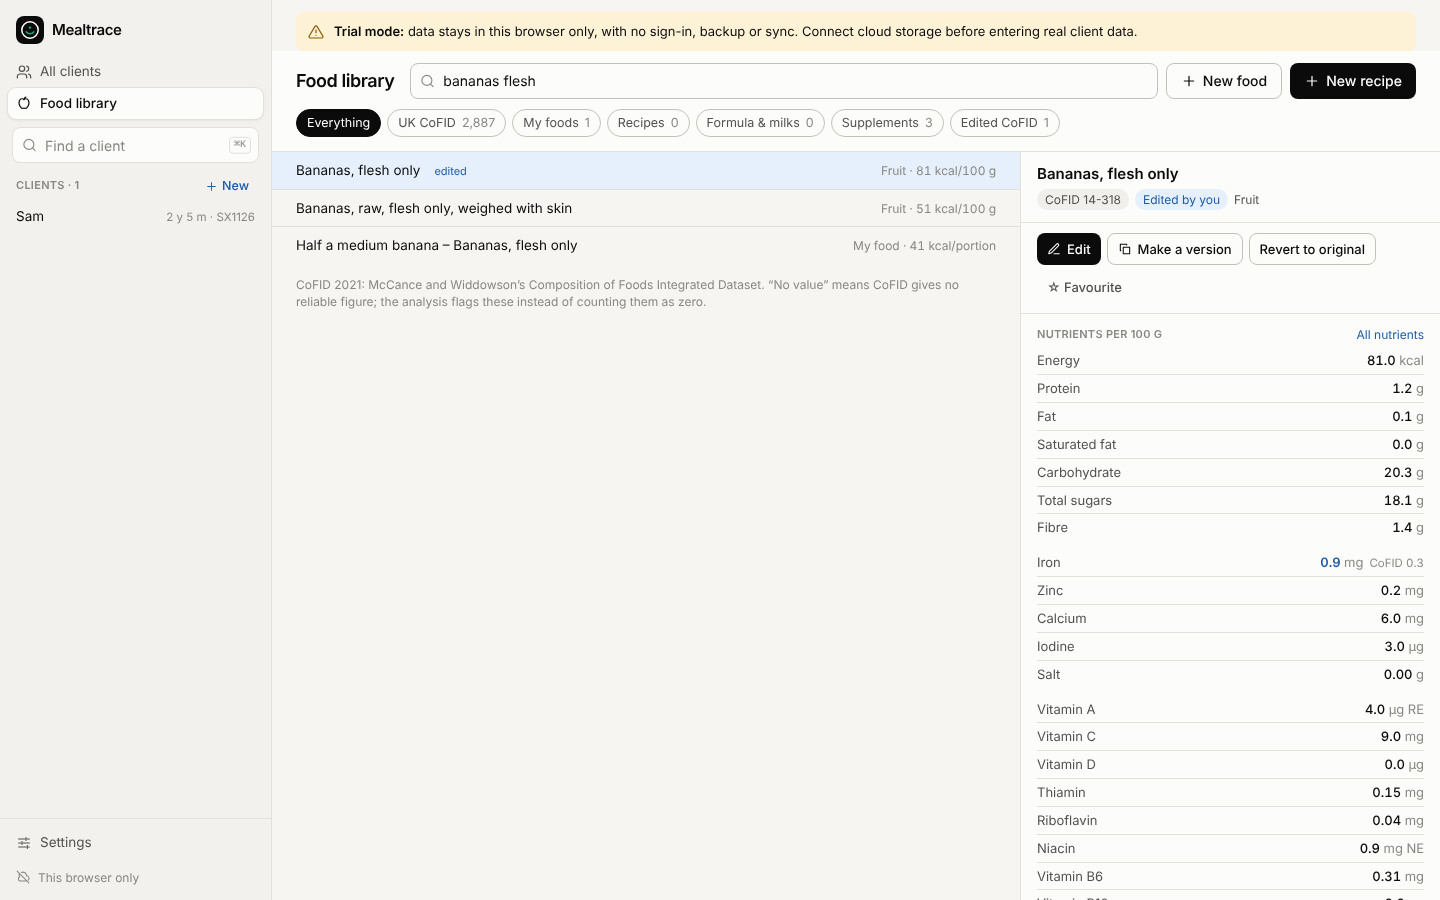 Mealtrace
All clients
Food library
Find a client ⌘K
CLIENTS · 1 + New
Sam 2 y 5 m · SX1126
Settings
This browser only
Trial mode: data stays in this browser only, with no sign-in, backup or sync. Connect cloud storage before entering real client data.
Food library bananas flesh + New food + New recipe
Everything UK CoFID 2,887 My foods 1 Recipes 0 Formula & milks 0 Supplements 3 Edited CoFID 1
Bananas, flesh only edited Fruit · 81 kcal/100 g
Bananas, raw, flesh only, weighed with skin Fruit · 51 kcal/100 g
Half a medium banana – Bananas, flesh only My food · 41 kcal/portion
CoFID 2021: McCance and Widdowson’s Composition of Foods Integrated Dataset. “No value” means CoFID gives no
reliable figure; the analysis flags these instead of counting them as zero.
Bananas, flesh only
CoFID 14-318 Edited by you Fruit
Edit Make a version Revert to original
☆ Favourite
NUTRIENTS PER 100 G All nutrients
Energy 81.0 kcal
Protein 1.2 g
Fat 0.1 g
Saturated fat 0.0 g
Carbohydrate 20.3 g
Total sugars 18.1 g
Fibre 1.4 g
Iron 0.9 mg CoFID 0.3
Zinc 0.2 mg
Calcium 6.0 mg
Iodine 3.0 µg
Salt 0.00 g
Vitamin A 4.0 µg RE
Vitamin C 9.0 mg
Vitamin D 0.0 µg
Thiamin 0.15 mg
Riboflavin 0.04 mg
Niacin 0.9 mg NE
Vitamin B6 0.31 mg